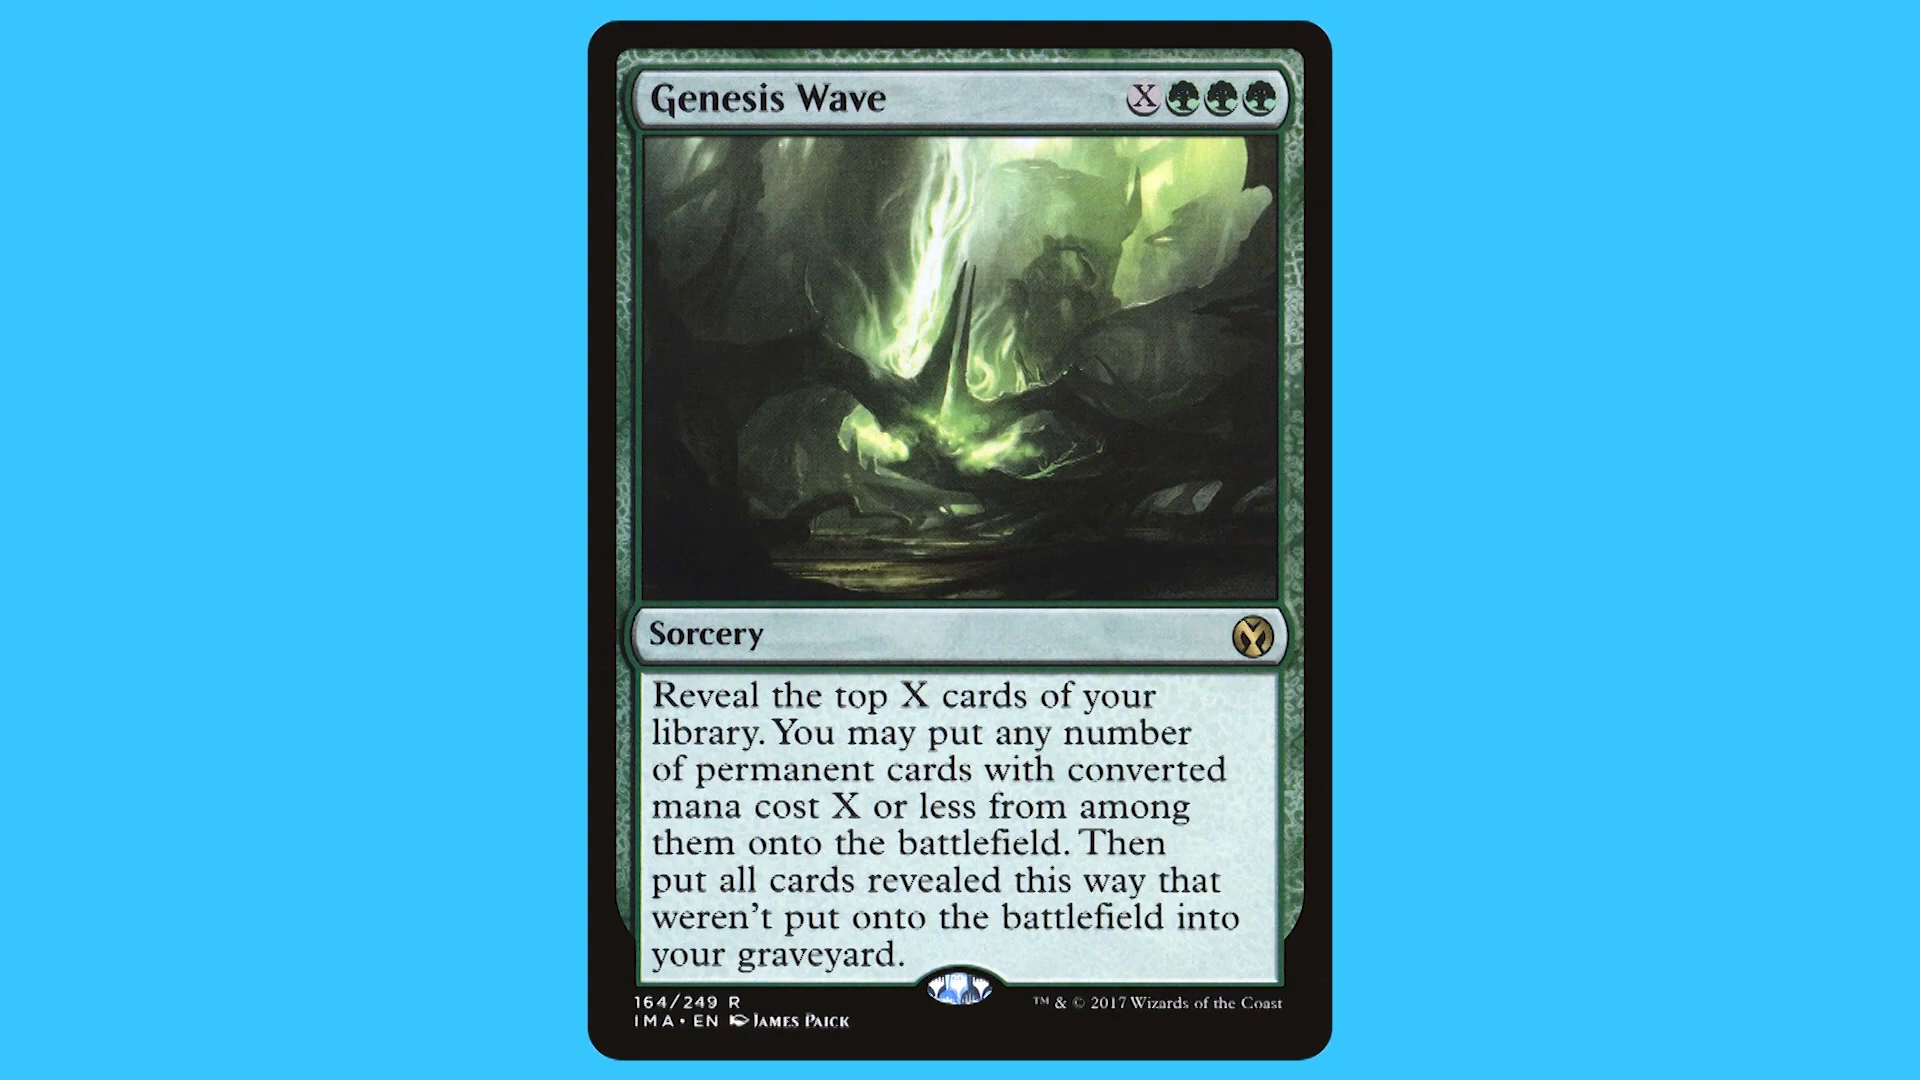 Genesis Wave X
Sorcery
Reveal the top X cards of your
library. You may put any number
of permanent cards with converted
mana cost X or less from among
them onto the battlefield. Then
put all cards revealed this way that
weren't put onto the battlefield into
your graveyard.
164/249 R
IMA • EN James Paick
™ & © 2017 Wizards of the Coast